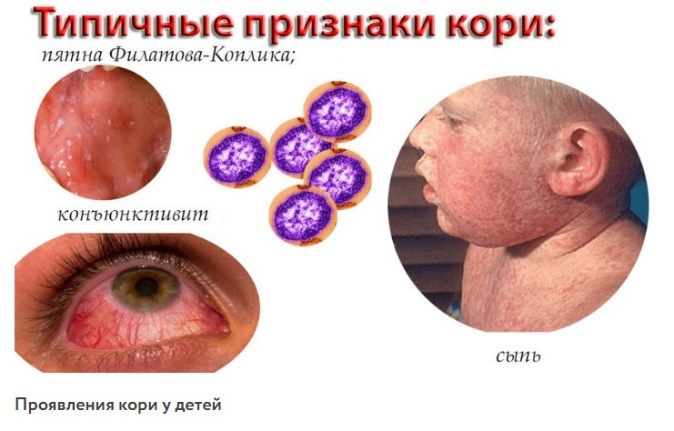 Типичные признаки кори:
пятна Филатова-Коплика;
конъюнктивит
сыпь
Проявления кори у детей